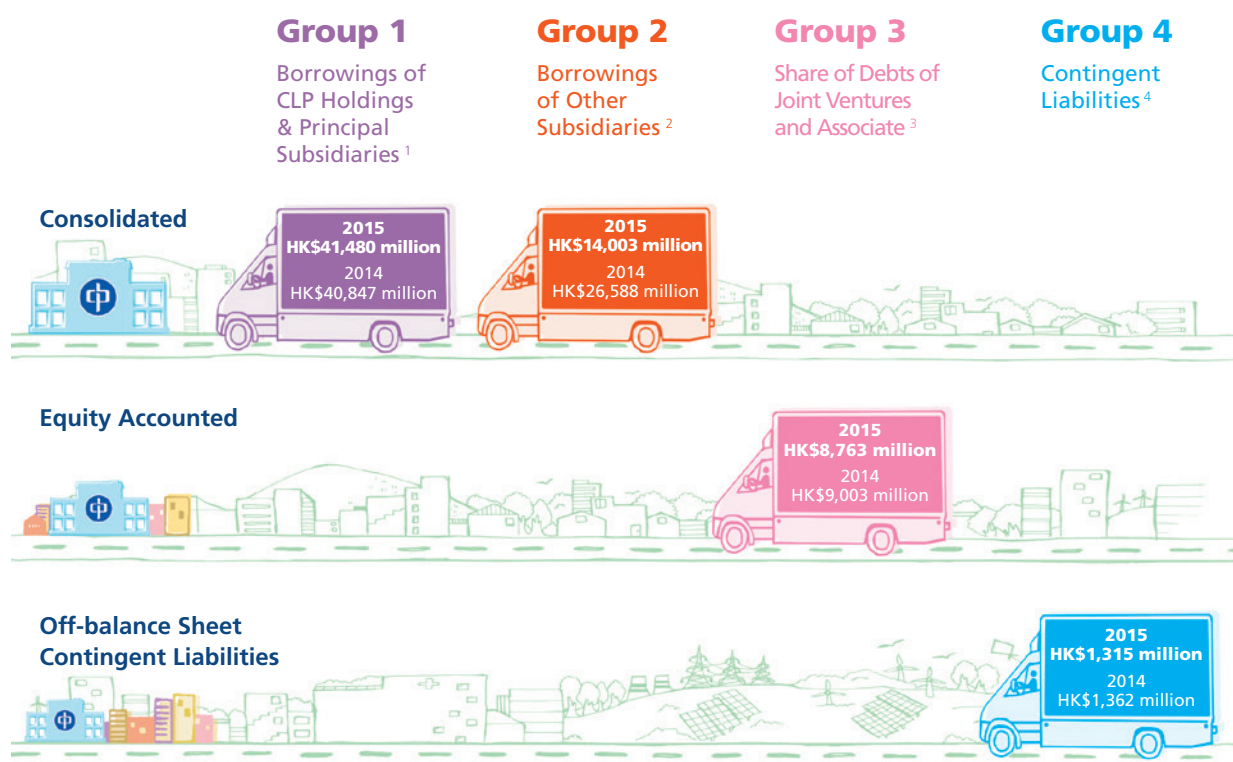 Group 1
Borrowings of
CLP Holdings
& Principal
Subsidiaries 1
Group 2
Borrowings
of Other
Subsidiaries 2
Group 3
Share of Debts of
Joint Ventures
and Associate 3
Group 4
Contingent
Liabilities 4
Consolidated
2015
HK$41,480 million
2014
HK$40,847 million
2015
HK$14,003 million
2014
HK$26,588 million
Equity Accounted
2015
HK$8,763 million
2014
HK$9,003 million
Off-balance Sheet
Contingent Liabilities
2015
HK$1,315 million
2014
HK$1,362 million